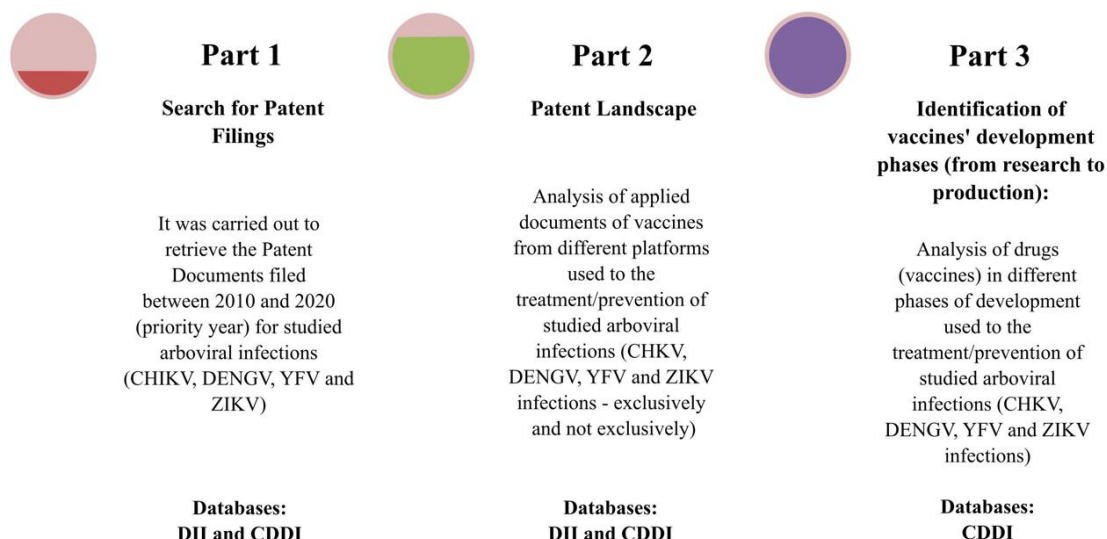 Part 1
Search for Patent
Filings
It was carried out to
retrieve the Patent
Documents filed
between 2010 and 2020
(priority year) for studied
arboviral infections
(CHIKV, DENGV, YFV and
ZIKV)
Databases:
DII and CDDI
Part 2
Patent Landscape
Analysis of applied
documents of vaccines
from different platforms
used to the
treatment/prevention of
studied arboviral
infections (CHKV,
DENGV, YFV and ZIKV
infections - exclusively
and not exclusively)
Databases:
DII and CDDI
Part 3
Identification of
vaccines' development
phases (from research to
production):
Analysis of drugs
(vaccines) in different
phases of development
used to the
treatment/prevention of
studied arboviral
infections (CHKV,
DENGV, YFV and ZIKV
infections)
Databases:
CDDI